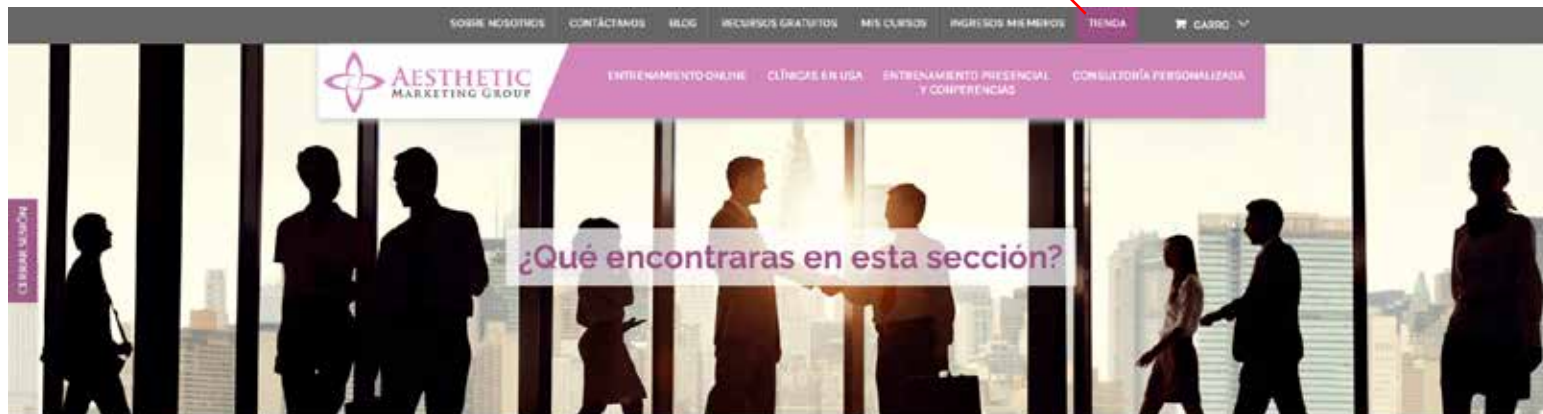 SOBRE NOSOTROS CONTÁCTANOS BLOG RECURSOS GRATUITOS MIS CURSOS INGRESOS MIEMBROS TIENDA CARRO
AESTHETIC
MARKETING GROUP
ENTRENAMIENTO ONLINE CLÍNICAS EN USA ENTRENAMIENTO PRESENCIAL CONSULTORÍA PERSONALIZADA
Y CONFERENCIAS
CERRAR SESIÓN
¿Qué encontraras en esta sección?